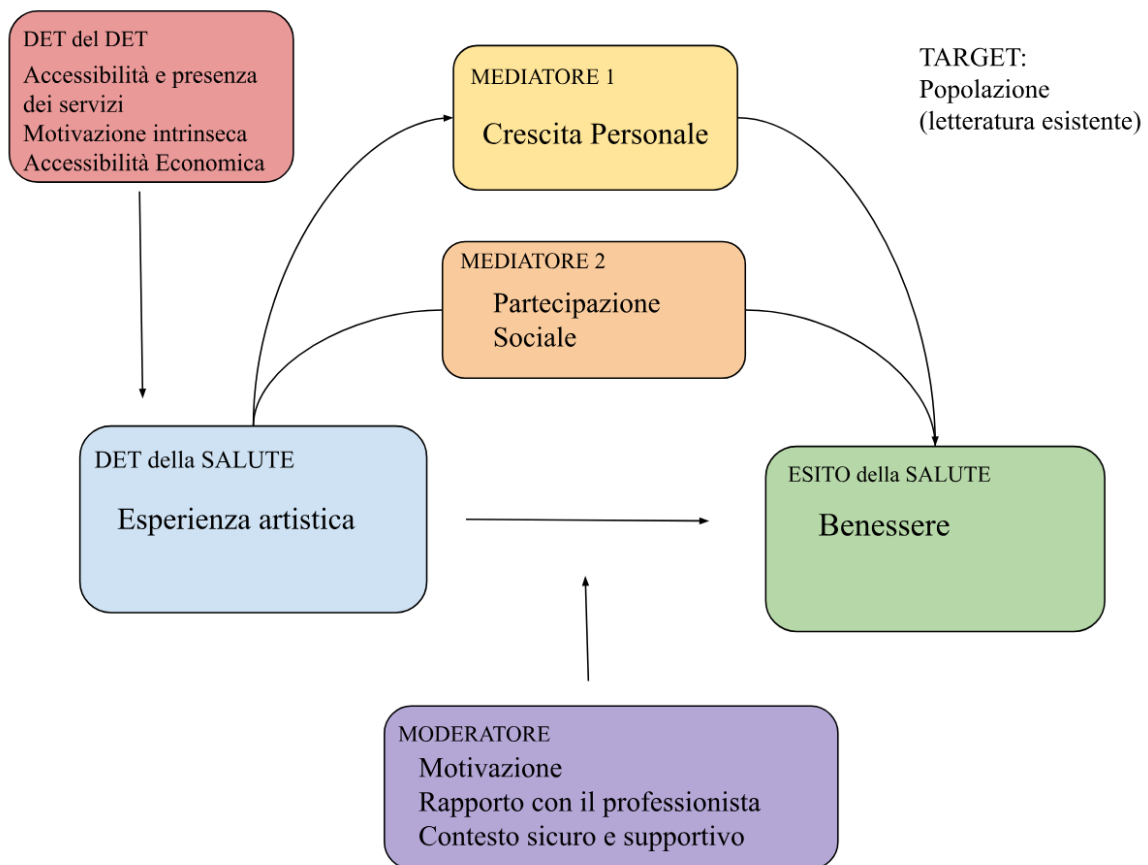 DET del DET
Accessibilità e presenza
dei servizi
Motivazione intrinseca
Accessibilità Economica
MEDIATORE 1
Crescita Personale
TARGET:
Popolazione
(letteratura esistente)
MEDIATORE 2
Partecipazione
Sociale
DET della SALUTE
Esperienza artistica
ESITO della SALUTE
Benessere
MODERATORE
Motivazione
Rapporto con il professionista
Contesto sicuro e supportivo